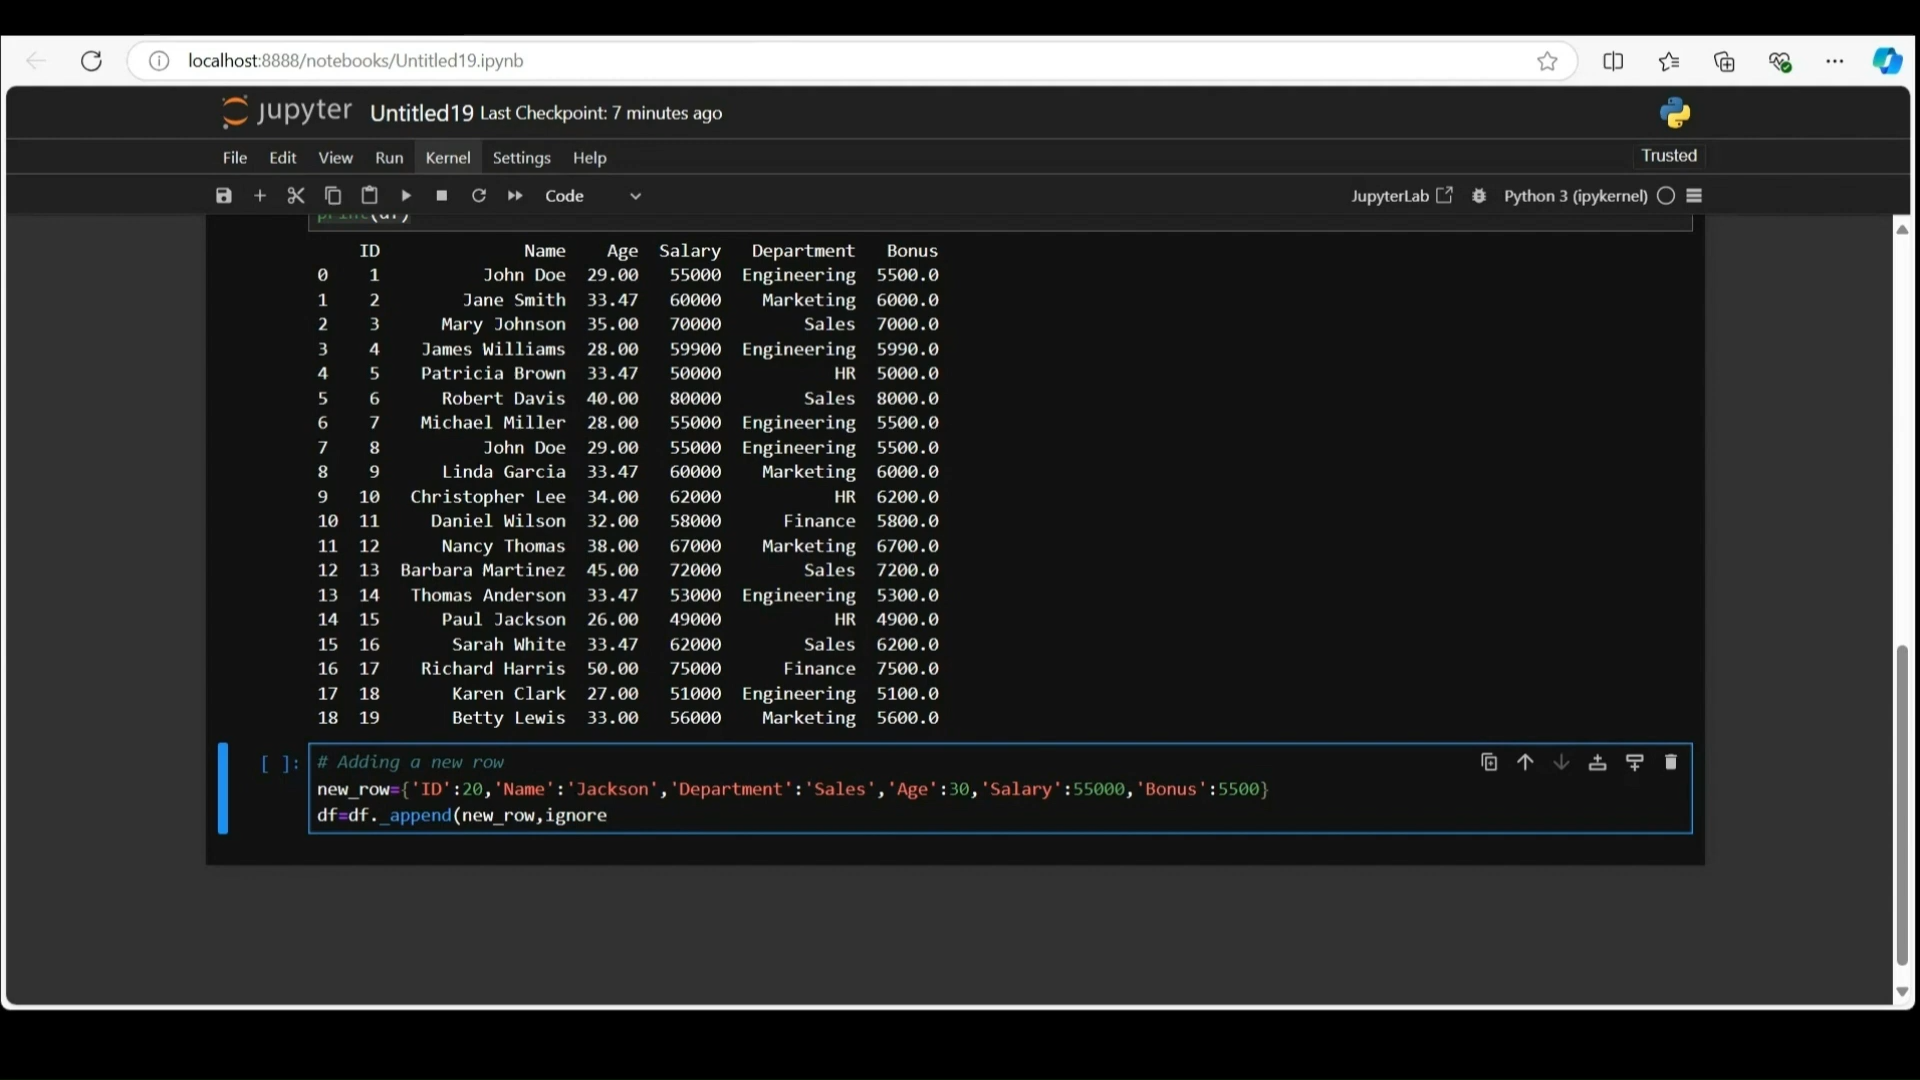 localhost:8888/notebooks/Untitled19.ipynb
jupyter Untitled19 Last Checkpoint: 7 minutes ago
File Edit View Run Kernel Settings Help Trusted
Code JupyterLab Python 3 (ipykernel)
print(df)
ID Name Age Salary Department Bonus
0 1 John Doe 29.00 55000 Engineering 5500.0
1 2 Jane Smith 33.47 60000 Marketing 6000.0
2 3 Mary Johnson 35.00 70000 Sales 7000.0
3 4 James Williams 28.00 59900 Engineering 5990.0
4 5 Patricia Brown 33.47 50000 HR 5000.0
5 6 Robert Davis 40.00 80000 Sales 8000.0
6 7 Michael Miller 28.00 55000 Engineering 5500.0
7 8 John Doe 29.00 55000 Engineering 5500.0
8 9 Linda Garcia 33.47 60000 Marketing 6000.0
9 10 Christopher Lee 34.00 62000 HR 6200.0
10 11 Daniel Wilson 32.00 58000 Finance 5800.0
11 12 Nancy Thomas 38.00 67000 Marketing 6700.0
12 13 Barbara Martinez 45.00 72000 Sales 7200.0
13 14 Thomas Anderson 33.47 53000 Engineering 5300.0
14 15 Paul Jackson 26.00 49000 HR 4900.0
15 16 Sarah White 33.47 62000 Sales 6200.0
16 17 Richard Harris 50.00 75000 Finance 7500.0
17 18 Karen Clark 27.00 51000 Engineering 5100.0
18 19 Betty Lewis 33.00 56000 Marketing 5600.0
[ ]: # Adding a new row
new_row={'ID':20,'Name':'Jackson','Department':'Sales','Age':30,'Salary':55000,'Bonus':5500}
df=df._append(new_row,ignore